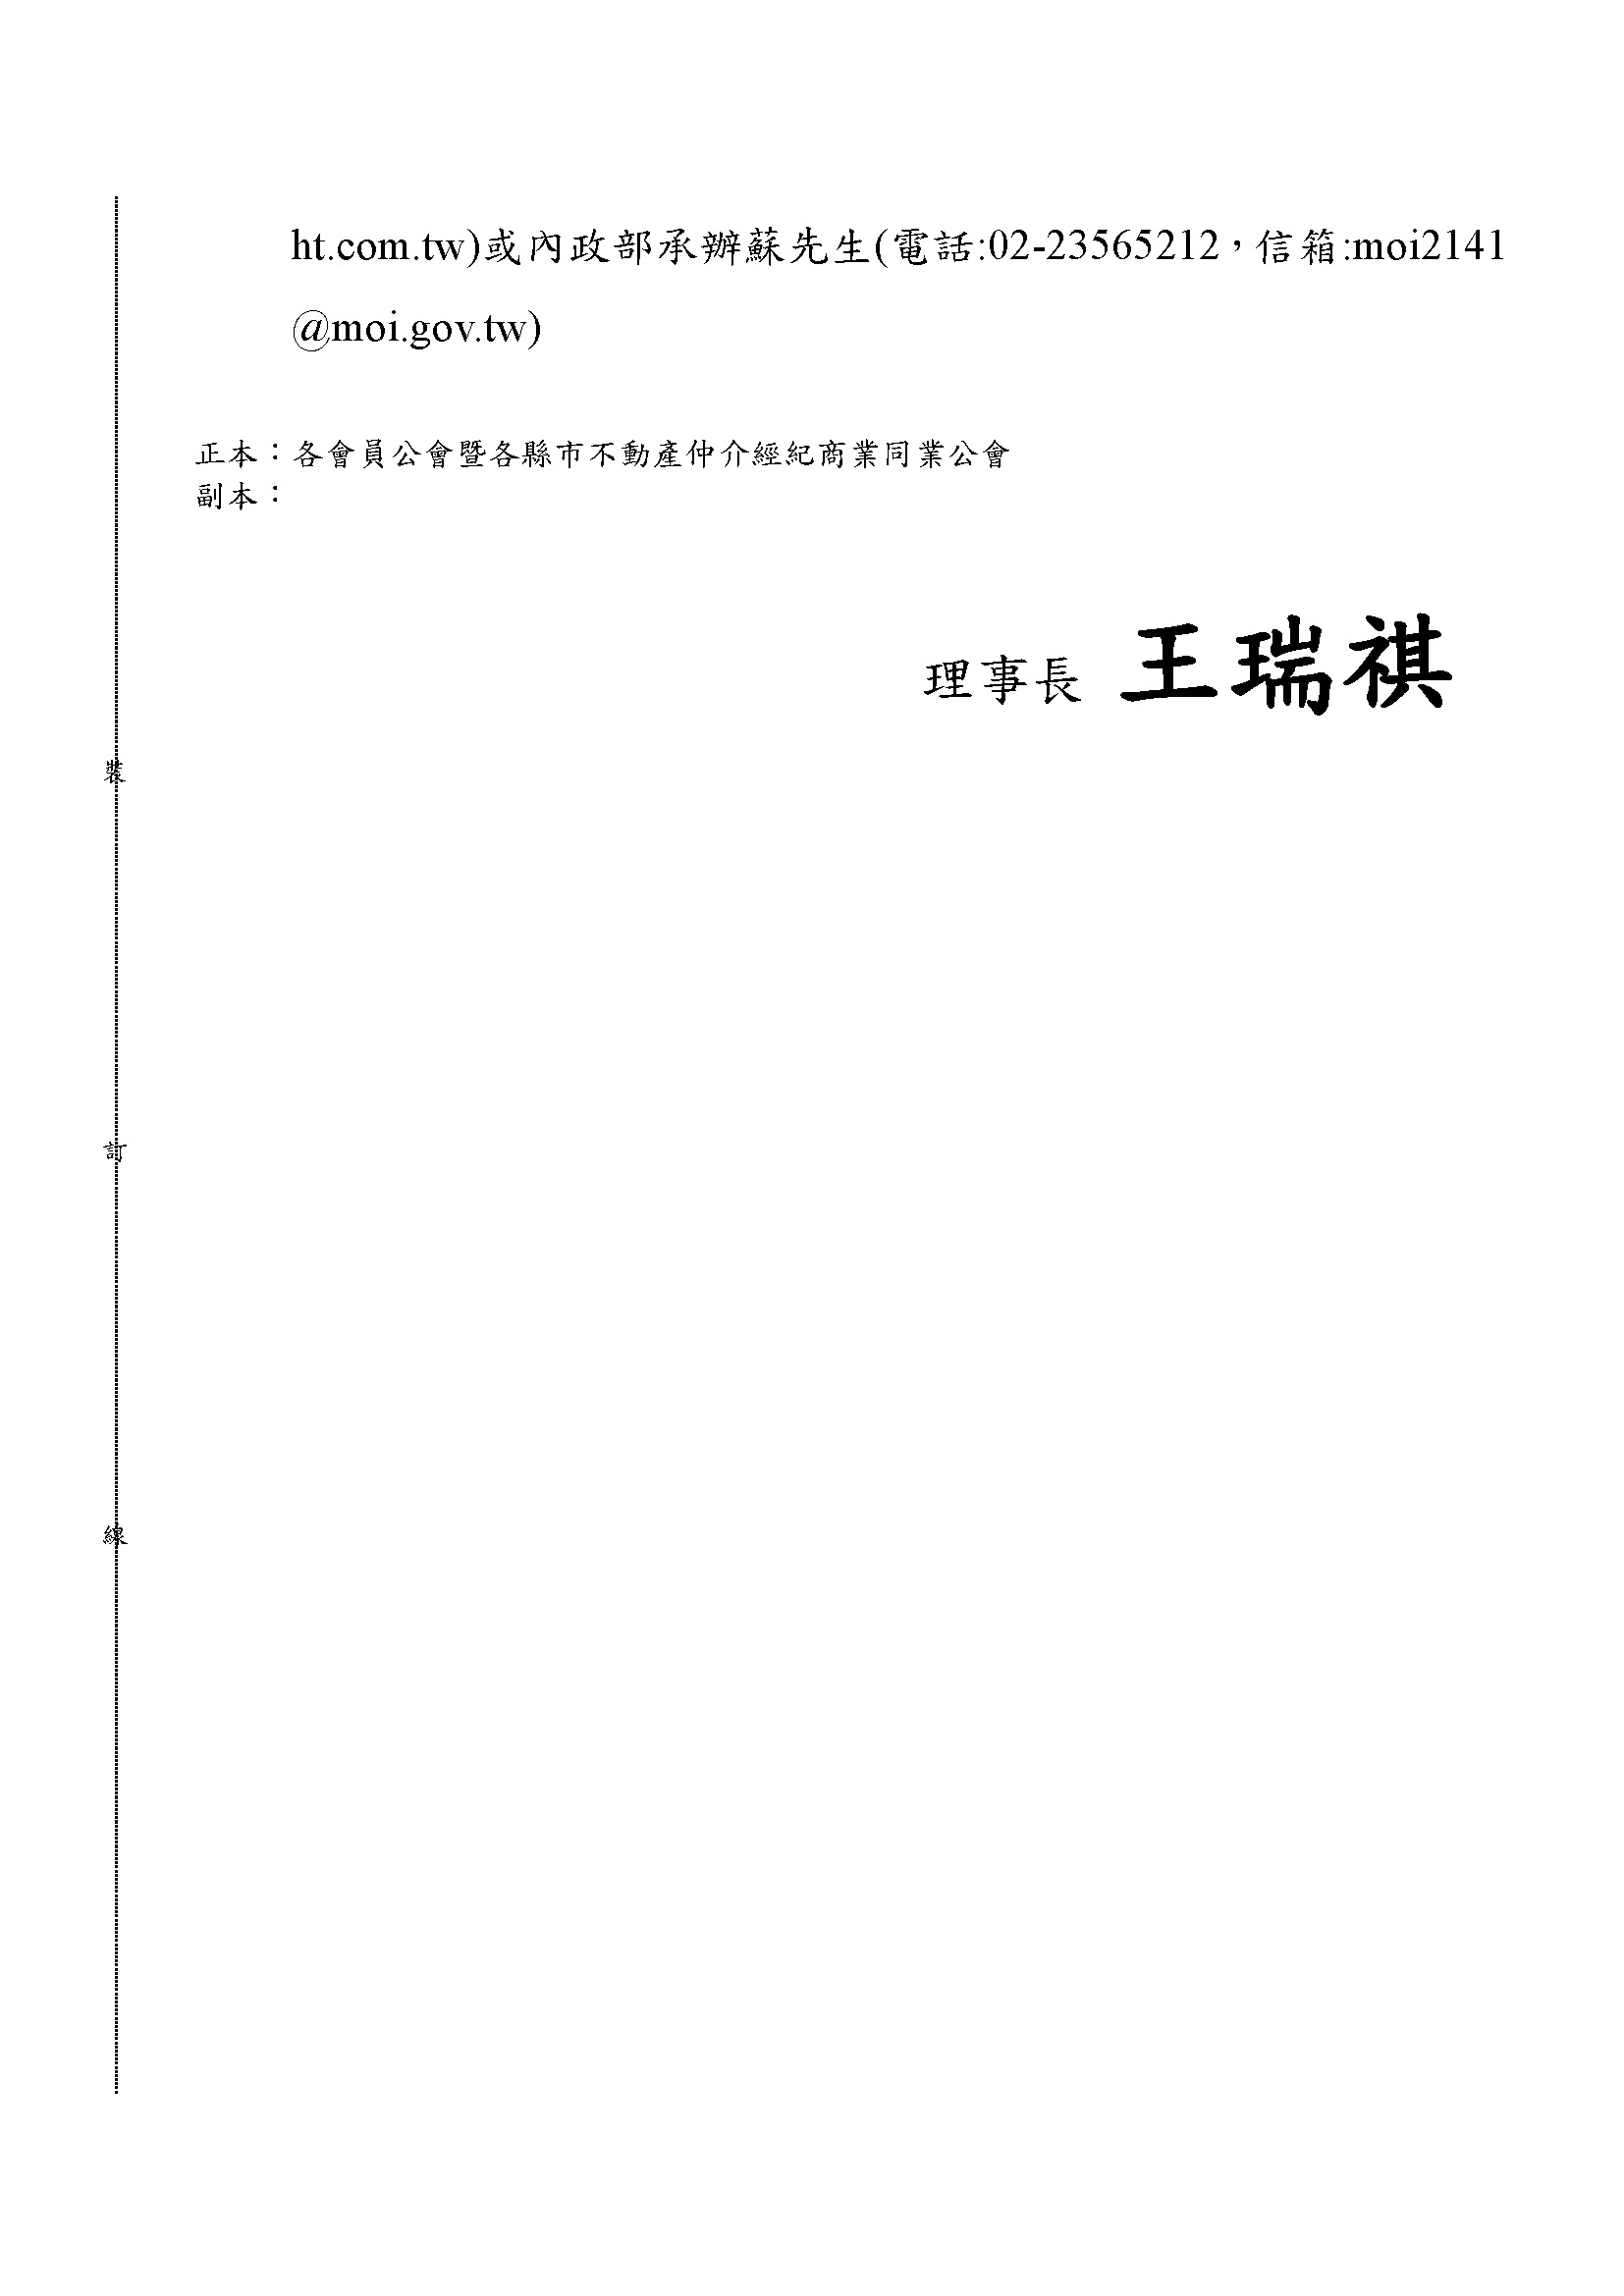 ht.com.tw)或內政部承辦蘇先生(電話:02-23565212，信箱:moi2141
@moi.gov.tw)
正本：各會員公會暨各縣市不動產仲介經紀商業同業公會
副本：
理事長 王瑞祺
裝
訂
線